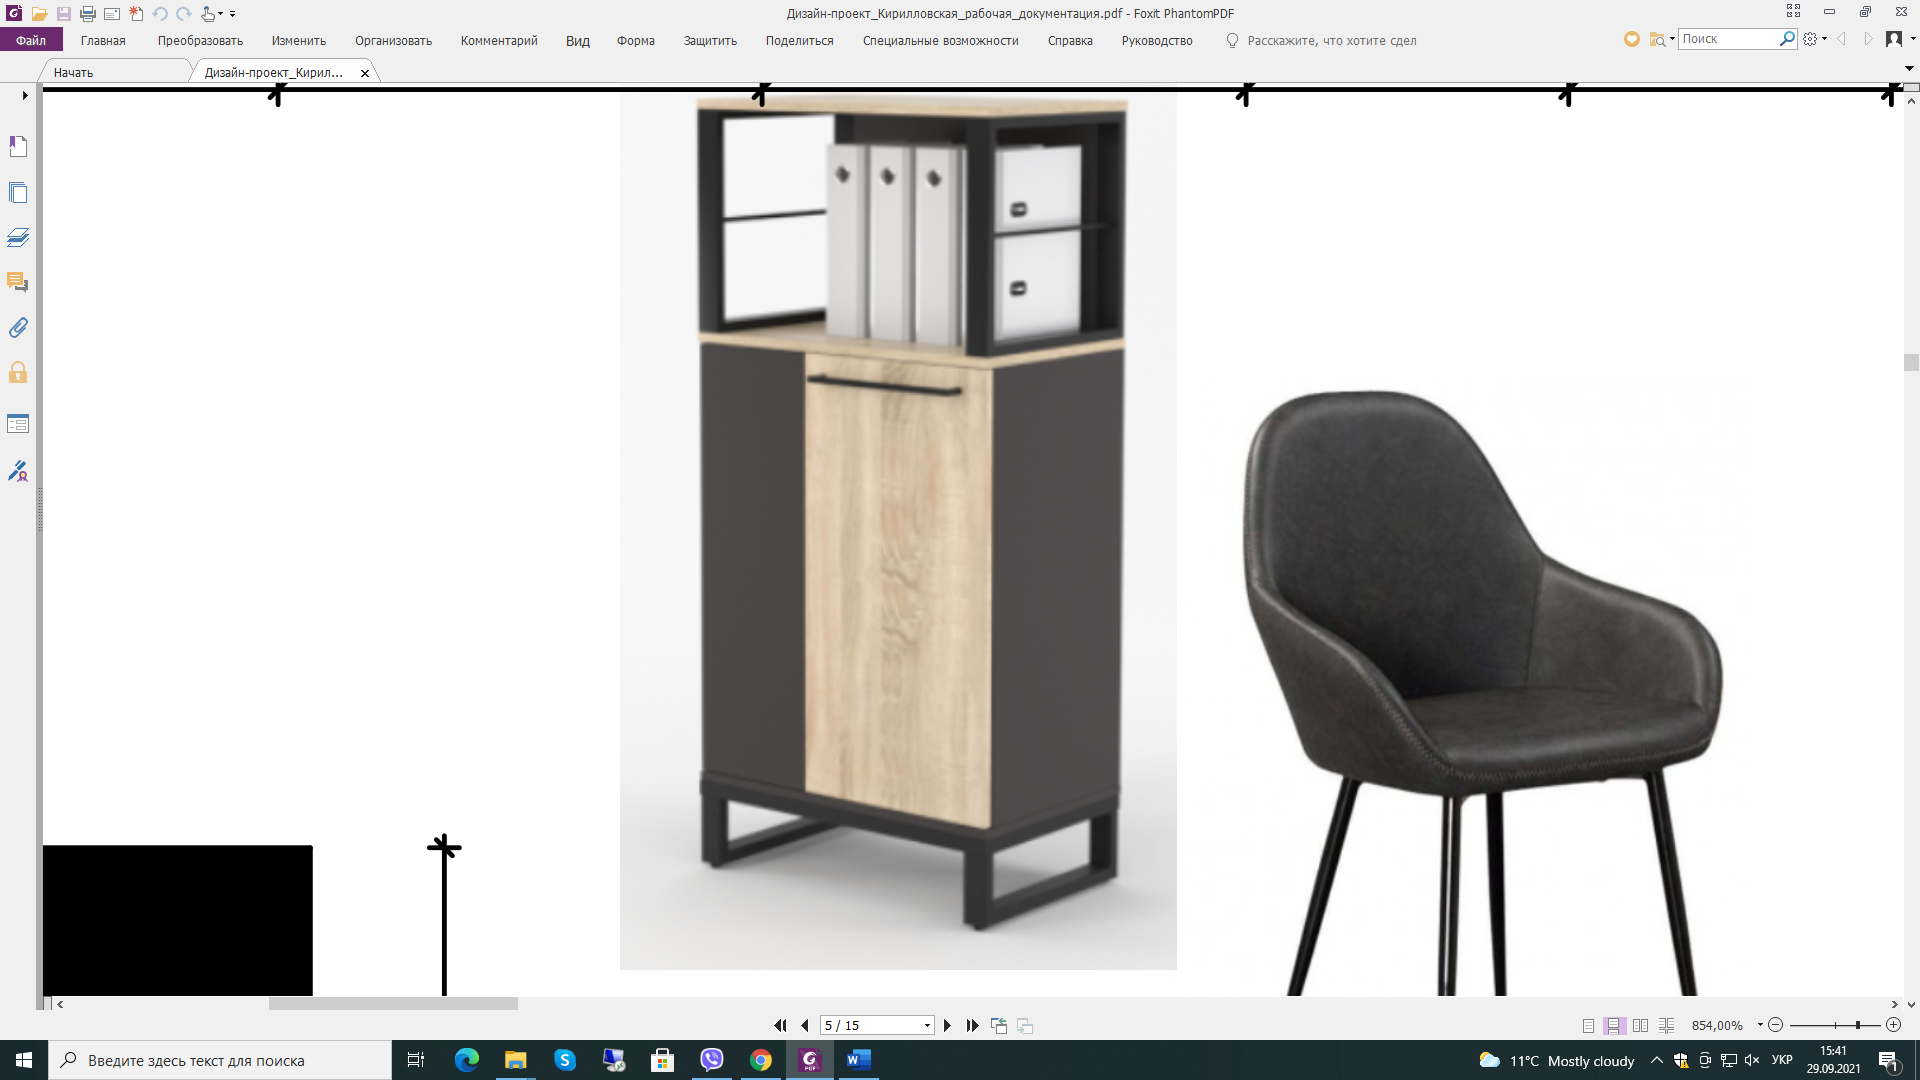 Дизайн-проект_Кирилловская_рабочая_документация.pdf - Foxit PhantomPDF
Файл Главная Преобразовать Изменить Организовать Комментарий Вид Форма Защитить Поделиться Специальные возможности Справка Руководство Расскажите, что хотите сдел Поиск
Начать Дизайн-проект_Кирил...
5 / 15 854,00%
Введите здесь текст для поиска 11°C Mostly cloudy УКР 15:41
29.09.2021 1